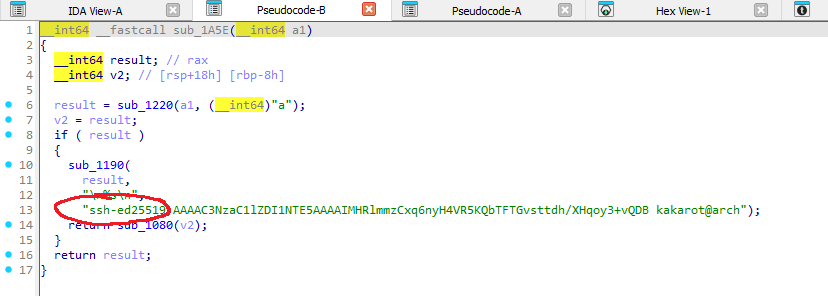 IDA View-A Pseudocode-B Pseudocode-A Hex View-1
1 __int64 __fastcall sub_1A5E(__int64 a1)
2 {
3 __int64 result; // rax
4 __int64 v2; // [rsp+18h] [rbp-8h]
5
6 result = sub_1220(a1, (__int64)"a");
7 v2 = result;
8 if ( result )
9 {
10 sub_1190(
11 result,
12 "\n%s\n",
13 "ssh-ed25519 AAAAC3NzaC1lZDI1NTE5AAAAIMHRlmmzCxq6nyH4VR5KQbTFTGvsttdh/XHqoy3+vQDB kakarot@arch");
14 return sub_1080(v2);
15 }
16 return result;
17 }